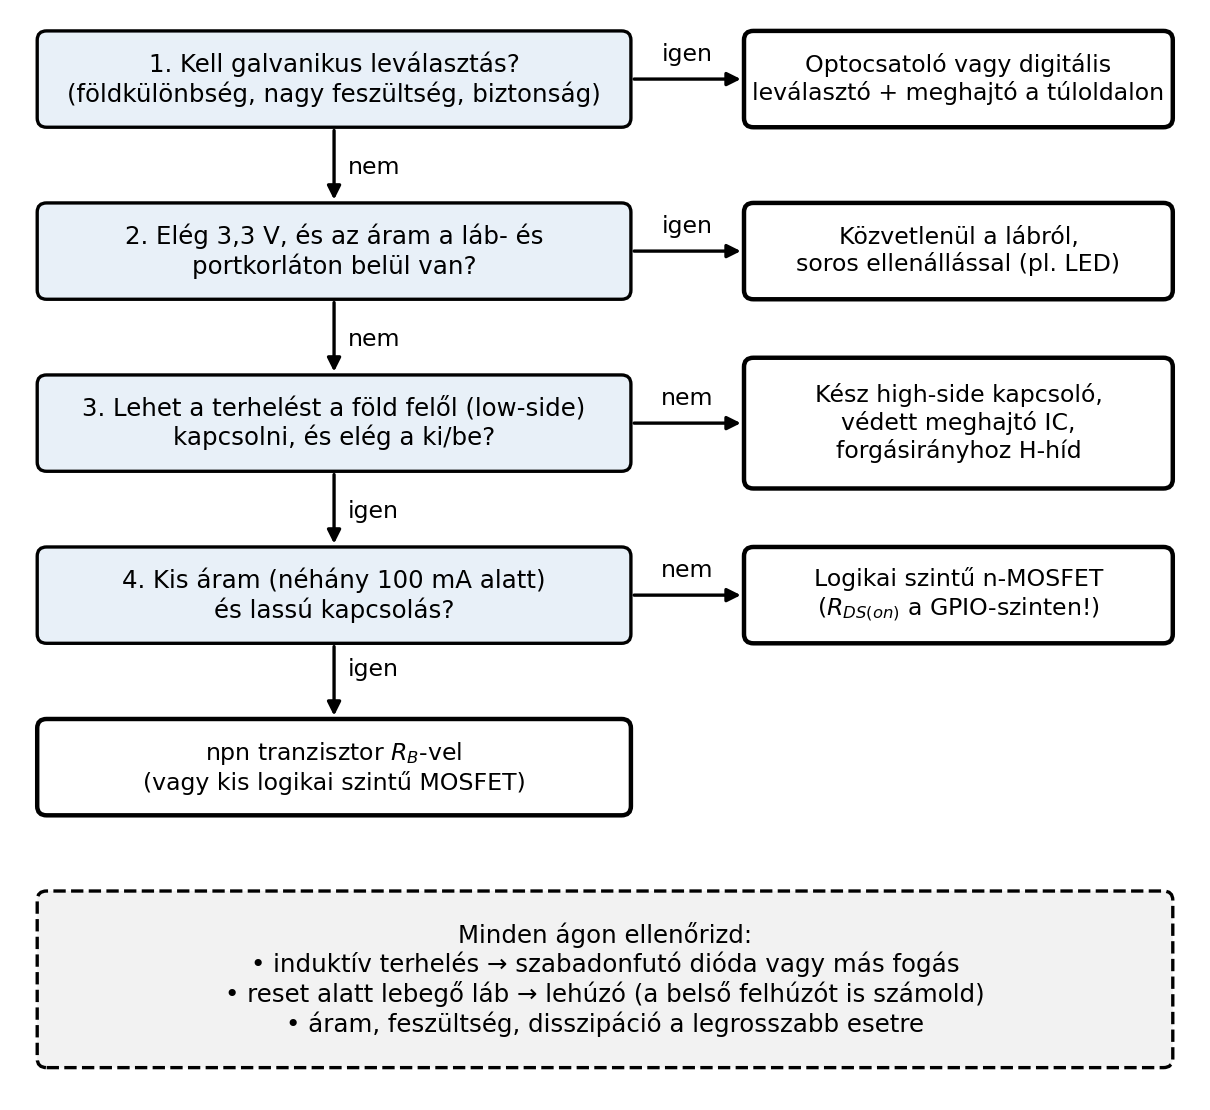 1. Kell galvanikus leválasztás?
(földkülönbség, nagy feszültség, biztonság)
igen
Optocsatoló vagy digitális
leválasztó + meghajtó a túloldalon
nem
2. Elég 3,3 V, és az áram a láb- és
portkorláton belül van?
igen
Közvetlenül a lábról,
soros ellenállással (pl. LED)
nem
3. Lehet a terhelést a föld felől (low-side)
kapcsolni, és elég a ki/be?
nem
Kész high-side kapcsoló,
védett meghajtó IC,
forgásirányhoz H-híd
igen
4. Kis áram (néhány 100 mA alatt)
és lassú kapcsolás?
nem
Logikai szintű n-MOSFET
(R_{DS(on)} a GPIO-szinten!)
igen
npn tranzisztor R_B-vel
(vagy kis logikai szintű MOSFET)
Minden ágon ellenőrizd:
• induktív terhelés → szabadonfutó dióda vagy más fogás
• reset alatt lebegő láb → lehúzó (a belső felhúzót is számold)
• áram, feszültség, disszipáció a legrosszabb esetre